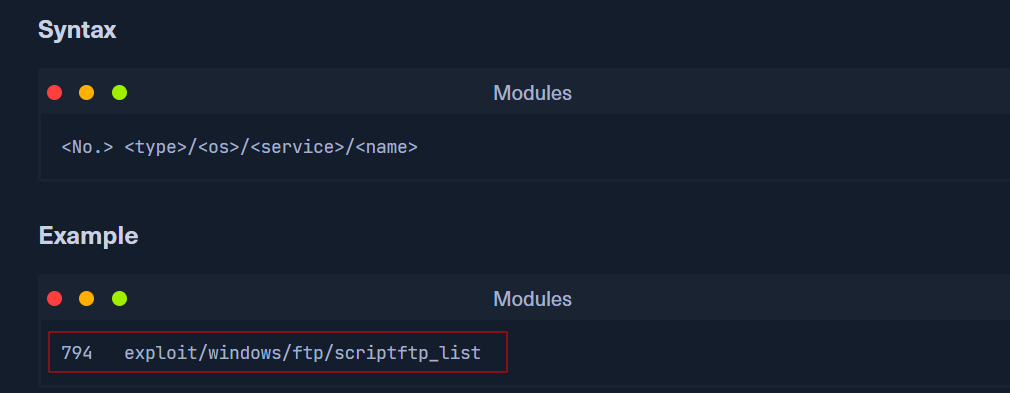 Syntax
Modules
<No.> <type>/<os>/<service>/<name>
Example
Modules
794 exploit/windows/ftp/scriptftp_list